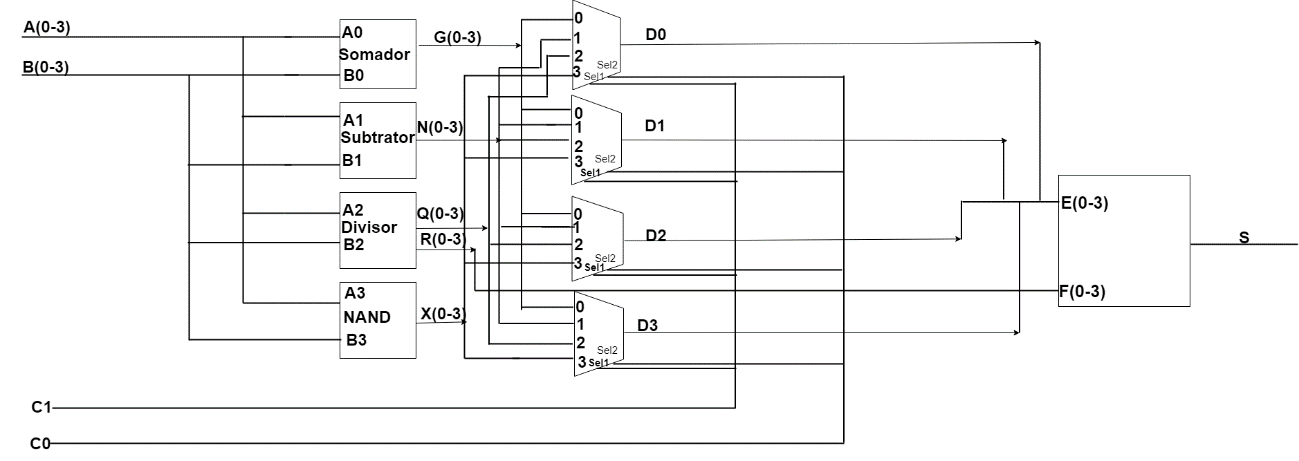 A(0-3)
B(0-3)
A0
Somador
B0
G(0-3)
A1
Subtrator
B1
N(0-3)
A2
Divisor
B2
Q(0-3)
R(0-3)
A3
NAND
B3
X(0-3)
0
1
2
3
Sel2
Sel1
D0
0
1
2
3
Sel2
Sel1
D1
0
1
2
3
Sel2
Sel1
D2
0
1
2
3
Sel2
Sel1
D3
E(0-3)
F(0-3)
S
C1
C0